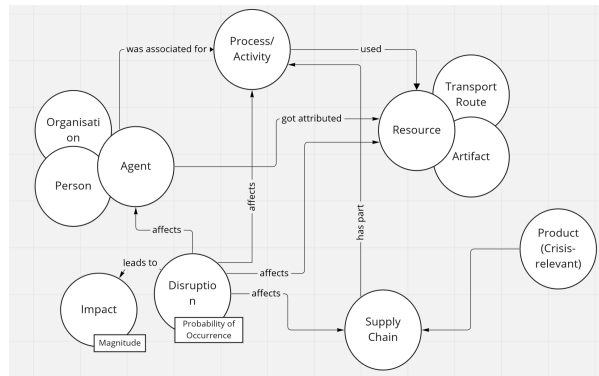 was associated for
Process/
Activity
used
Transport
Route
Organisati
on
got attributed
Resource
Agent
Artifact
Person
affects
has part
affects
Product
(Crisis-
relevant)
leads to
affects
Disruptio
n
affects
Impact
Probability of
Occurrence
Supply
Chain
Magnitude